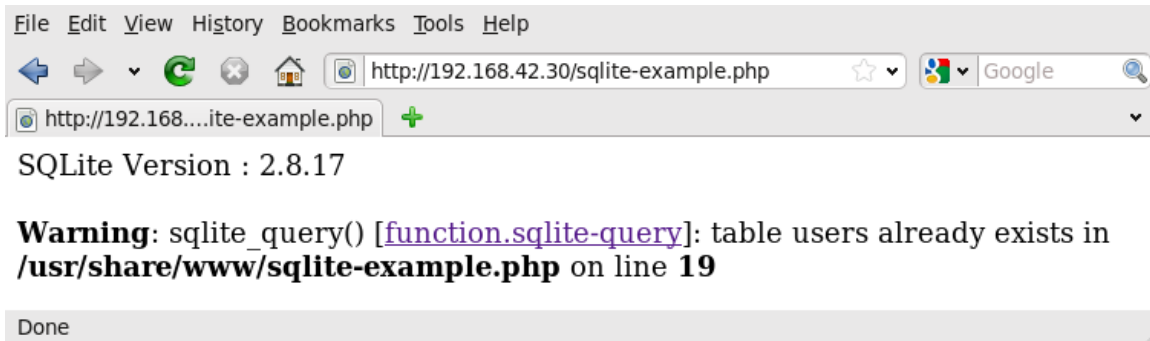 File Edit View History Bookmarks Tools Help
http://192.168.42.30/sqlite-example.php Google
http://192.168....ite-example.php
SQLite Version : 2.8.17
Warning: sqlite_query() [function.sqlite-query]: table users already exists in
/usr/share/www/sqlite-example.php on line 19
Done